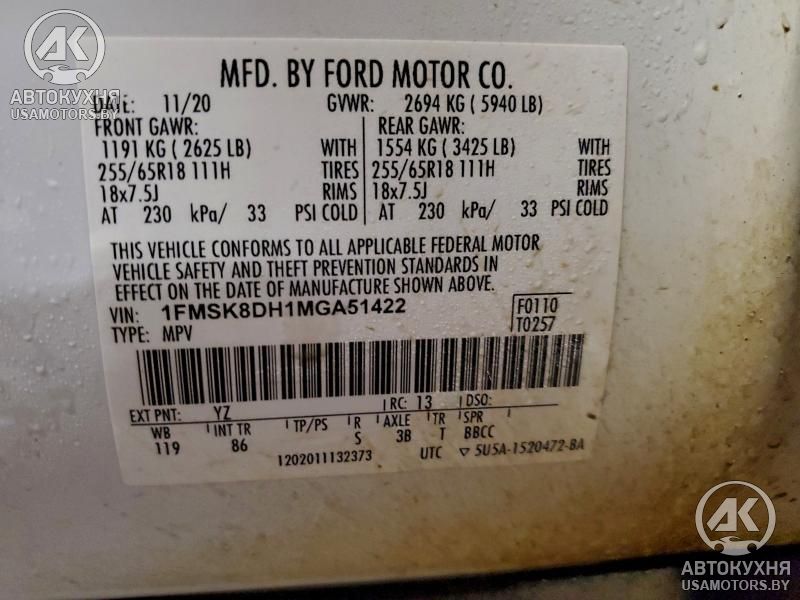 AK
АВТОКУХНЯ
USAMOTORS.BY
MFD. BY FORD MOTOR CO.
DATE: 11/20 GVWR: 2694 KG ( 5940 LB)
FRONT GAWR: REAR GAWR:
1191 KG ( 2625 LB) WITH 1554 KG ( 3425 LB) WITH
255/65R18 111H TIRES 255/65R18 111H TIRES
18x7.5J RIMS 18x7.5J RIMS
AT 230 kPa/ 33 PSI COLD AT 230 kPa/ 33 PSI COLD
THIS VEHICLE CONFORMS TO ALL APPLICABLE FEDERAL MOTOR
VEHICLE SAFETY AND THEFT PREVENTION STANDARDS IN
EFFECT ON THE DATE OF MANUFACTURE SHOWN ABOVE.
VIN: 1FMSK8DH1MGA51422 F0110
TYPE: MPV T0257
EXT PNT: YZ RC: 13 DSO:
WB INT TR TP/PS R AXLE TR SPR
119 86 S 3B T BBCC
1202011132373 UTC ▽ 5U5A-1520472-BA
AK
АВТОКУХНЯ
USAMOTORS.BY